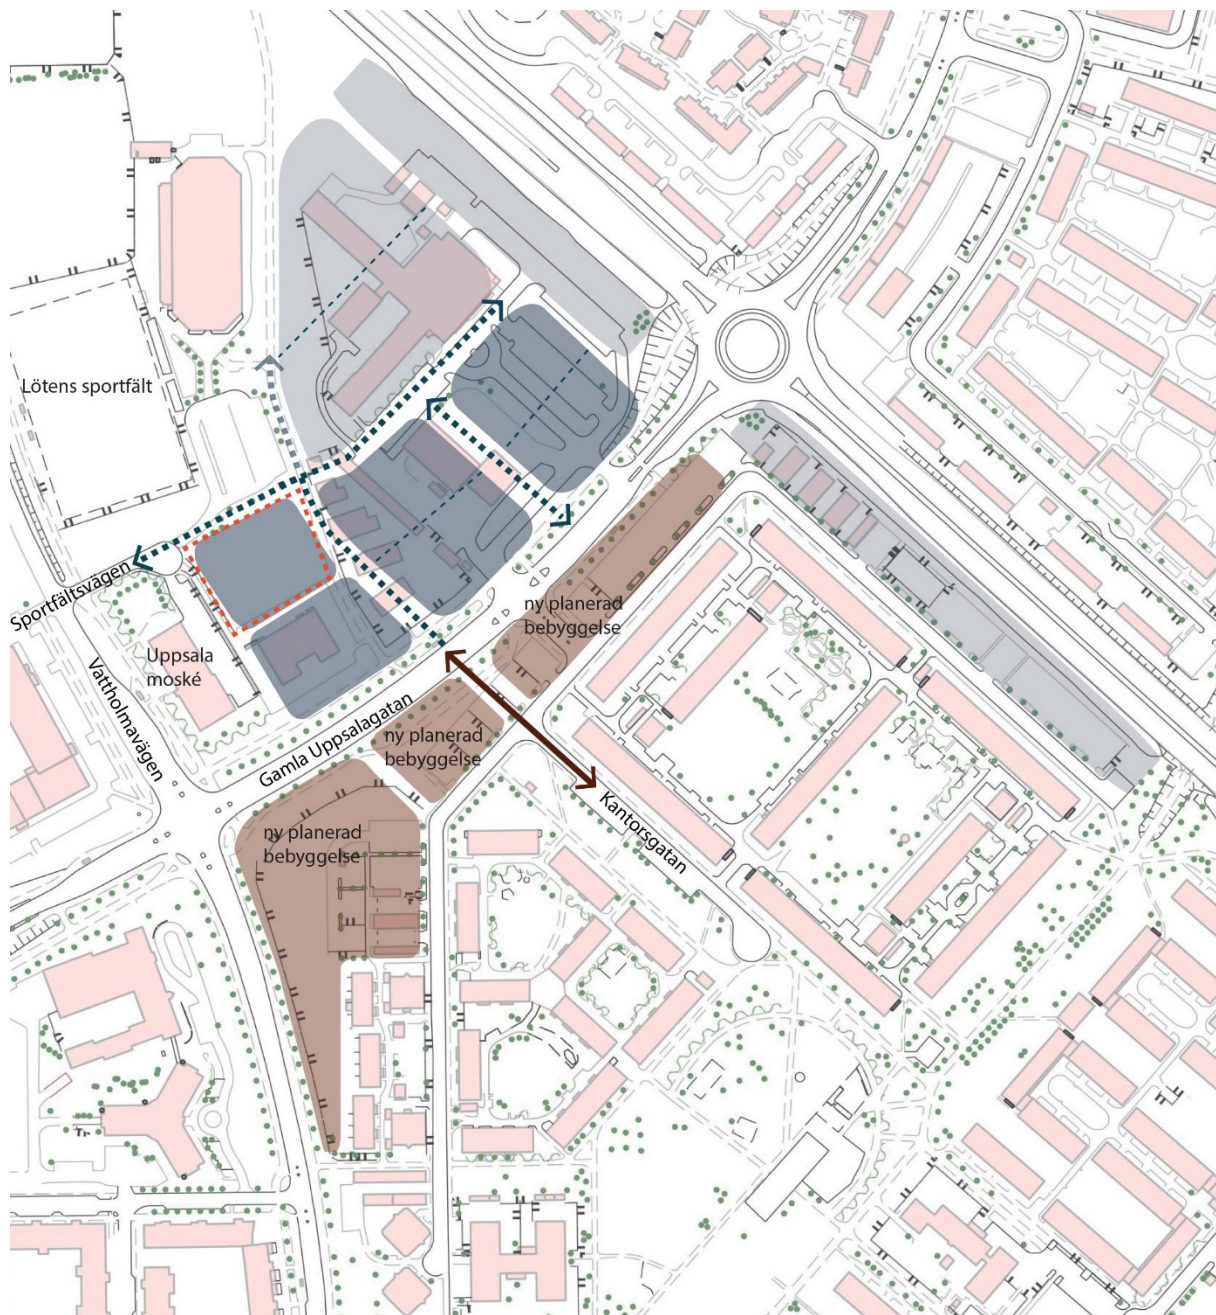 Lötens sportfält
Sportfältsvägen
Uppsala
moské
Vattholmavägen
Gamla Uppsalagatan
ny planerad
bebyggelse
ny planerad
bebyggelse
ny planerad
bebyggelse
Kantorsgatan